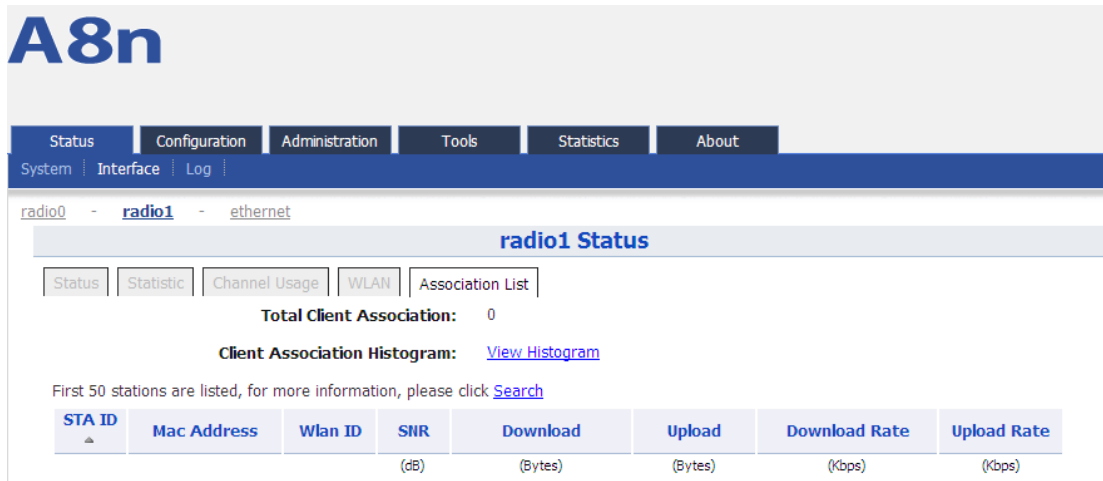 A8n
Status Configuration Administration Tools Statistics About
System Interface Log
radio0 - radio1 - ethernet
radio1 Status
Status Statistic Channel Usage WLAN Association List
Total Client Association: 0
Client Association Histogram: View Histogram
First 50 stations are listed, for more information, please click Search
STA ID Mac Address Wlan ID SNR Download Upload Download Rate Upload Rate
(dB) (Bytes) (Bytes) (Kbps) (Kbps)